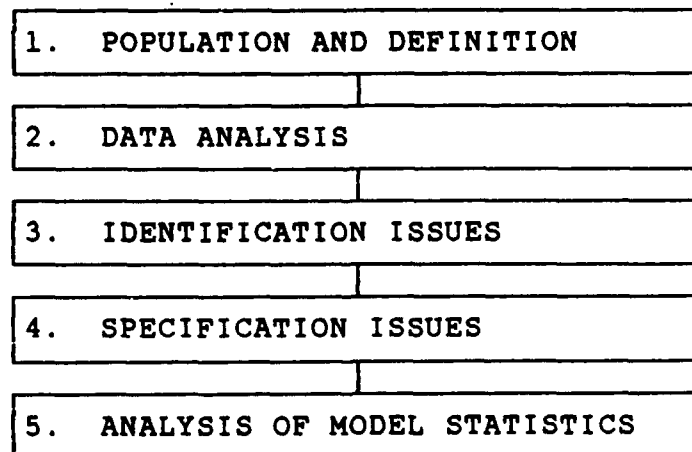 1. POPULATION AND DEFINITION
2. DATA ANALYSIS
3. IDENTIFICATION ISSUES
4. SPECIFICATION ISSUES
5. ANALYSIS OF MODEL STATISTICS